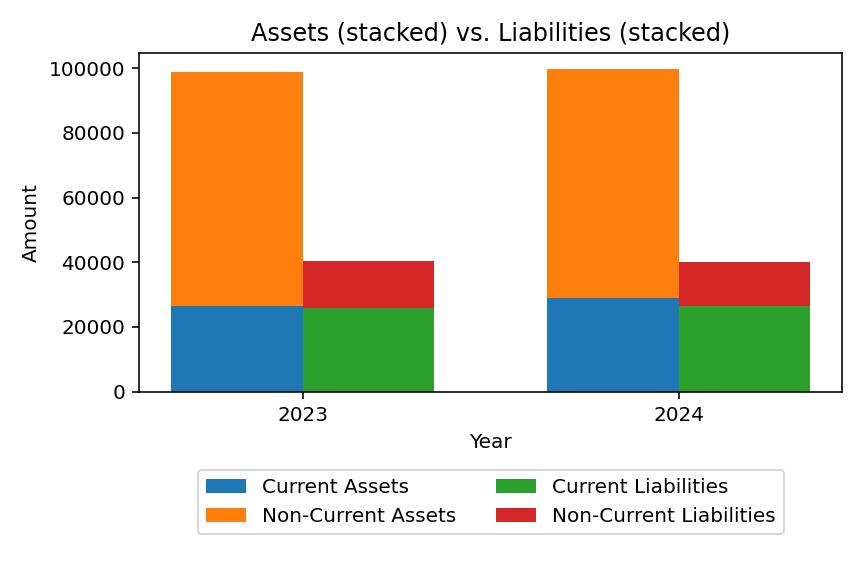 Assets (stacked) vs. Liabilities (stacked)
100000
80000
60000
40000
20000
0
Amount
2023 2024
Year
Current Assets Current Liabilities
Non-Current Assets Non-Current Liabilities